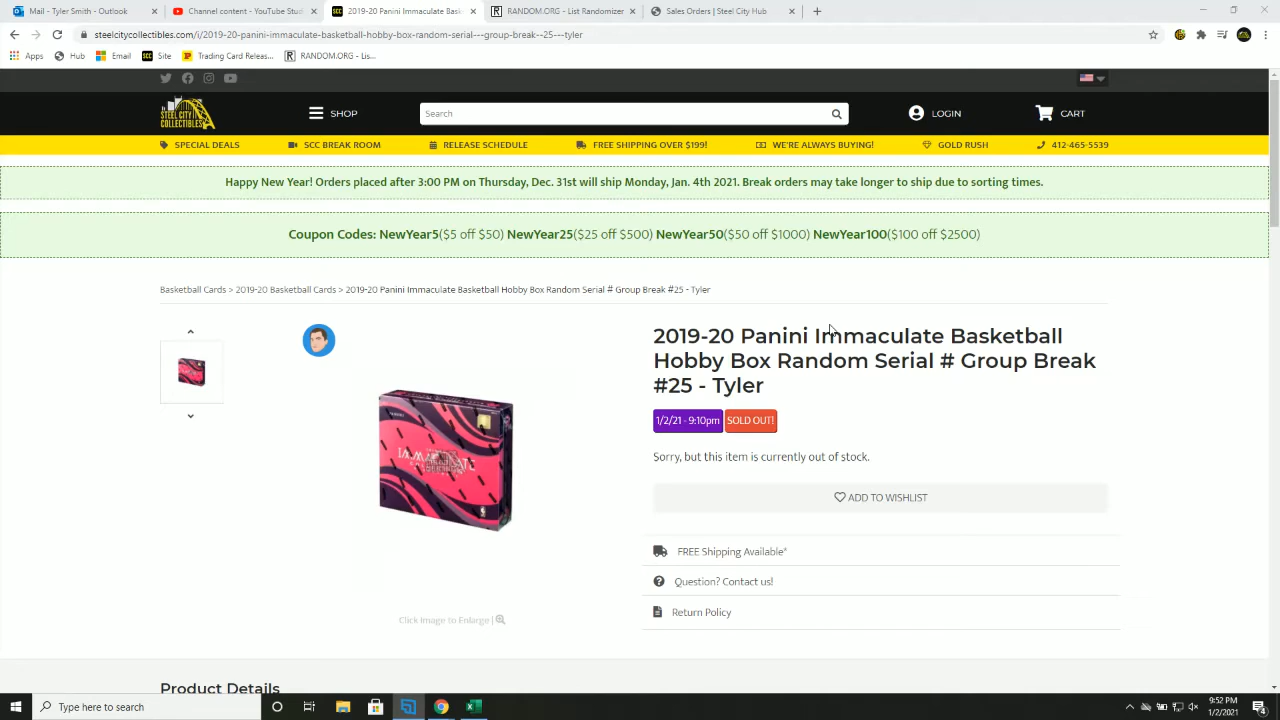 Mail - Tyler Smith - Outlook
Channel content - YouTube Stud
2019-20 Panini Immaculate Bask
RANDOM.ORG - List Randomizer
Sales Orders | Steel City Hub
steelcitycollectibles.com/i/2019-20-panini-immaculate-basketball-hobby-box-random-serial---group-break--25---tyler
Apps
Hub
Email
Site
Trading Card Releas...
RANDOM.ORG - Lis...
STEEL CITY COLLECTIBLES
SHOP
Search
LOGIN
CART
SPECIAL DEALS
SCC BREAK ROOM
RELEASE SCHEDULE
FREE SHIPPING OVER $199!
WE'RE ALWAYS BUYING!
GOLD RUSH
412-465-5539
Happy New Year! Orders placed after 3:00 PM on Thursday, Dec. 31st will ship Monday, Jan. 4th 2021. Break orders may take longer to ship due to sorting times.
Coupon Codes: NewYear5($5 off $50) NewYear25($25 off $500) NewYear50($50 off $1000) NewYear100($100 off $2500)
Basketball Cards > 2019-20 Basketball Cards > 2019-20 Panini Immaculate Basketball Hobby Box Random Serial # Group Break #25 - Tyler
2019-20 Panini Immaculate Basketball
Hobby Box Random Serial # Group Break
#25 - Tyler
1/2/21 - 9:10pm
SOLD OUT!
Sorry, but this item is currently out of stock.
ADD TO WISHLIST
FREE Shipping Available*
Question? Contact us!
Return Policy
Click Image to Enlarge |
Product Details
Type here to search
9:52 PM
1/2/2021